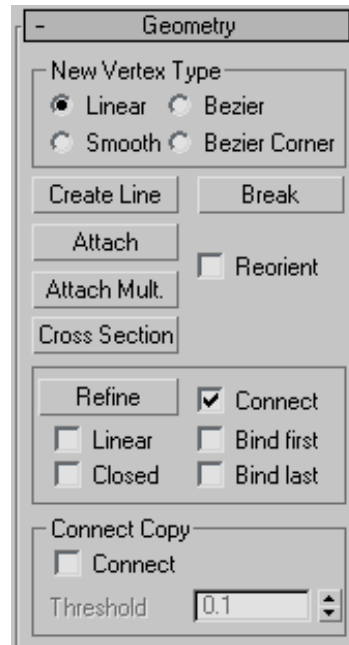 - Geometry
New Vertex Type
Linear Bezier
Smooth Bezier Corner
Create Line Break
Attach
Reorient
Attach Mult.
Cross Section
Refine Connect
Linear Bind first
Closed Bind last
Connect Copy
Connect
Threshold 0.1